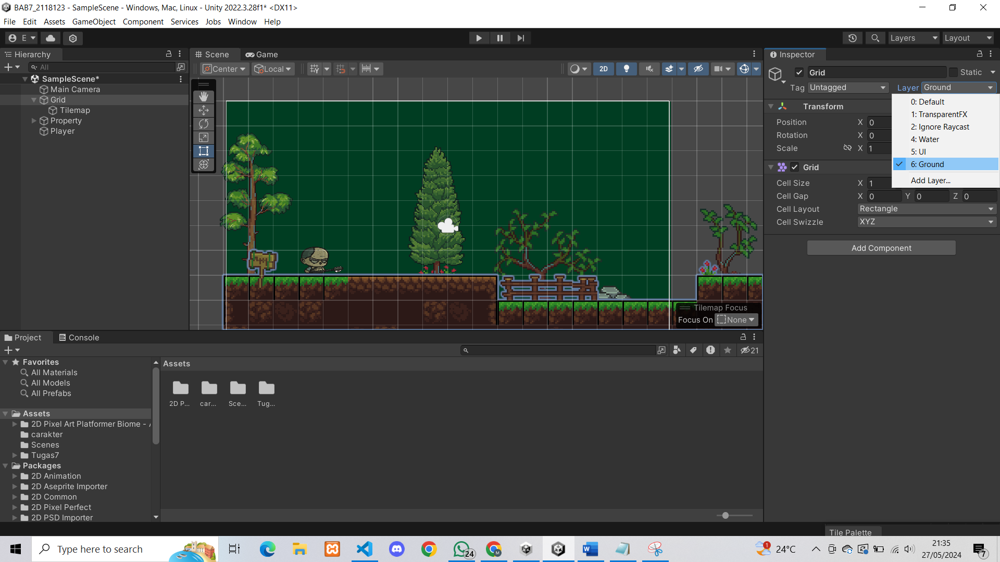 BAB7_2118123 - SampleScene - Windows, Mac, Linux - Unity 2022.3.28f1* <DX11>
File Edit Assets GameObject Component Services Jobs Window Help
E Layers Layout
Hierarchy
All
SampleScene*
Main Camera
Grid
Tilemap
Property
Player
Scene Game
Center Local 2D
Inspector
Grid Static
Tag Untagged Layer Ground
0: Default
1: TransparentFX
2: Ignore Raycast
4: Water
5: UI
6: Ground
Add Layer...
Transform
Position X 0
Rotation X 0
Scale X 1
Grid
Cell Size X 1
Cell Gap X 0 Y 0 Z 0
Cell Layout Rectangle
Cell Swizzle XYZ
Add Component
Tilemap Focus
Focus On None
Project Console
21
Favorites
All Materials
All Models
All Prefabs
Assets
2D Pixel Art Platformer Biome -
carakter
Scenes
Tugas7
Packages
2D Animation
2D Aseprite Importer
2D Common
2D Pixel Perfect
2D PSD Importer
Assets
2D P... car... Sce... Tug...
Tile Palette
Type here to search
24
M
1
24°C
21:35
27/05/2024
7